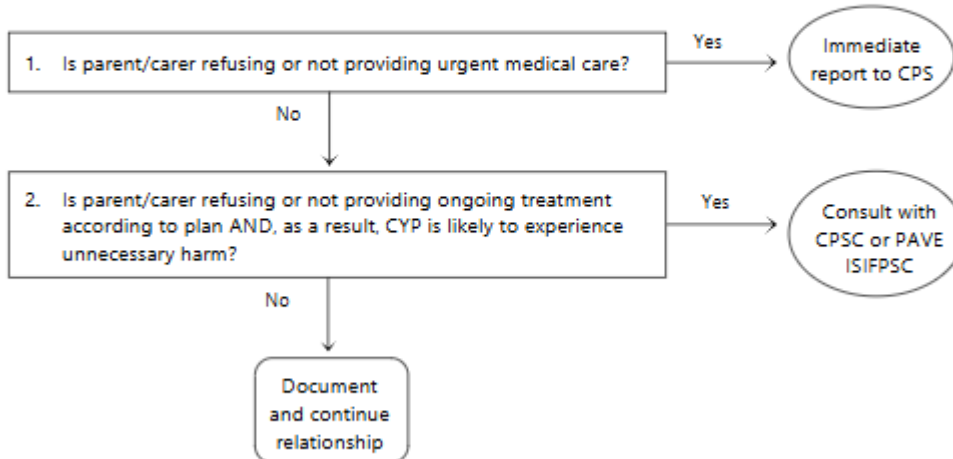 1. Is parent/carer refusing or not providing urgent medical care?
Yes
Immediate
report to CPS
No
2. Is parent/carer refusing or not providing ongoing treatment
according to plan AND, as a result, CYP is likely to experience
unnecessary harm?
Yes
Consult with
CPSC or PAVE
ISIFPSC
No
Document
and continue
relationship